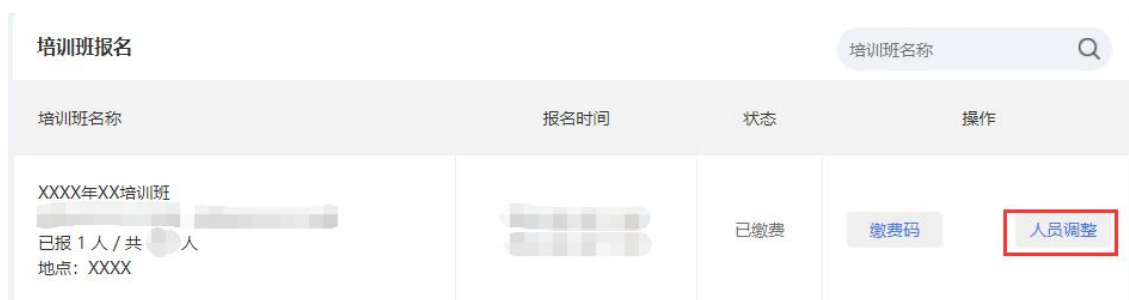 培训班报名
培训班名称
培训班名称 报名时间 状态 操作
XXXX年XX培训班
已报 1 人 / 共 人
地点：XXXX
已缴费 缴费码 人员调整